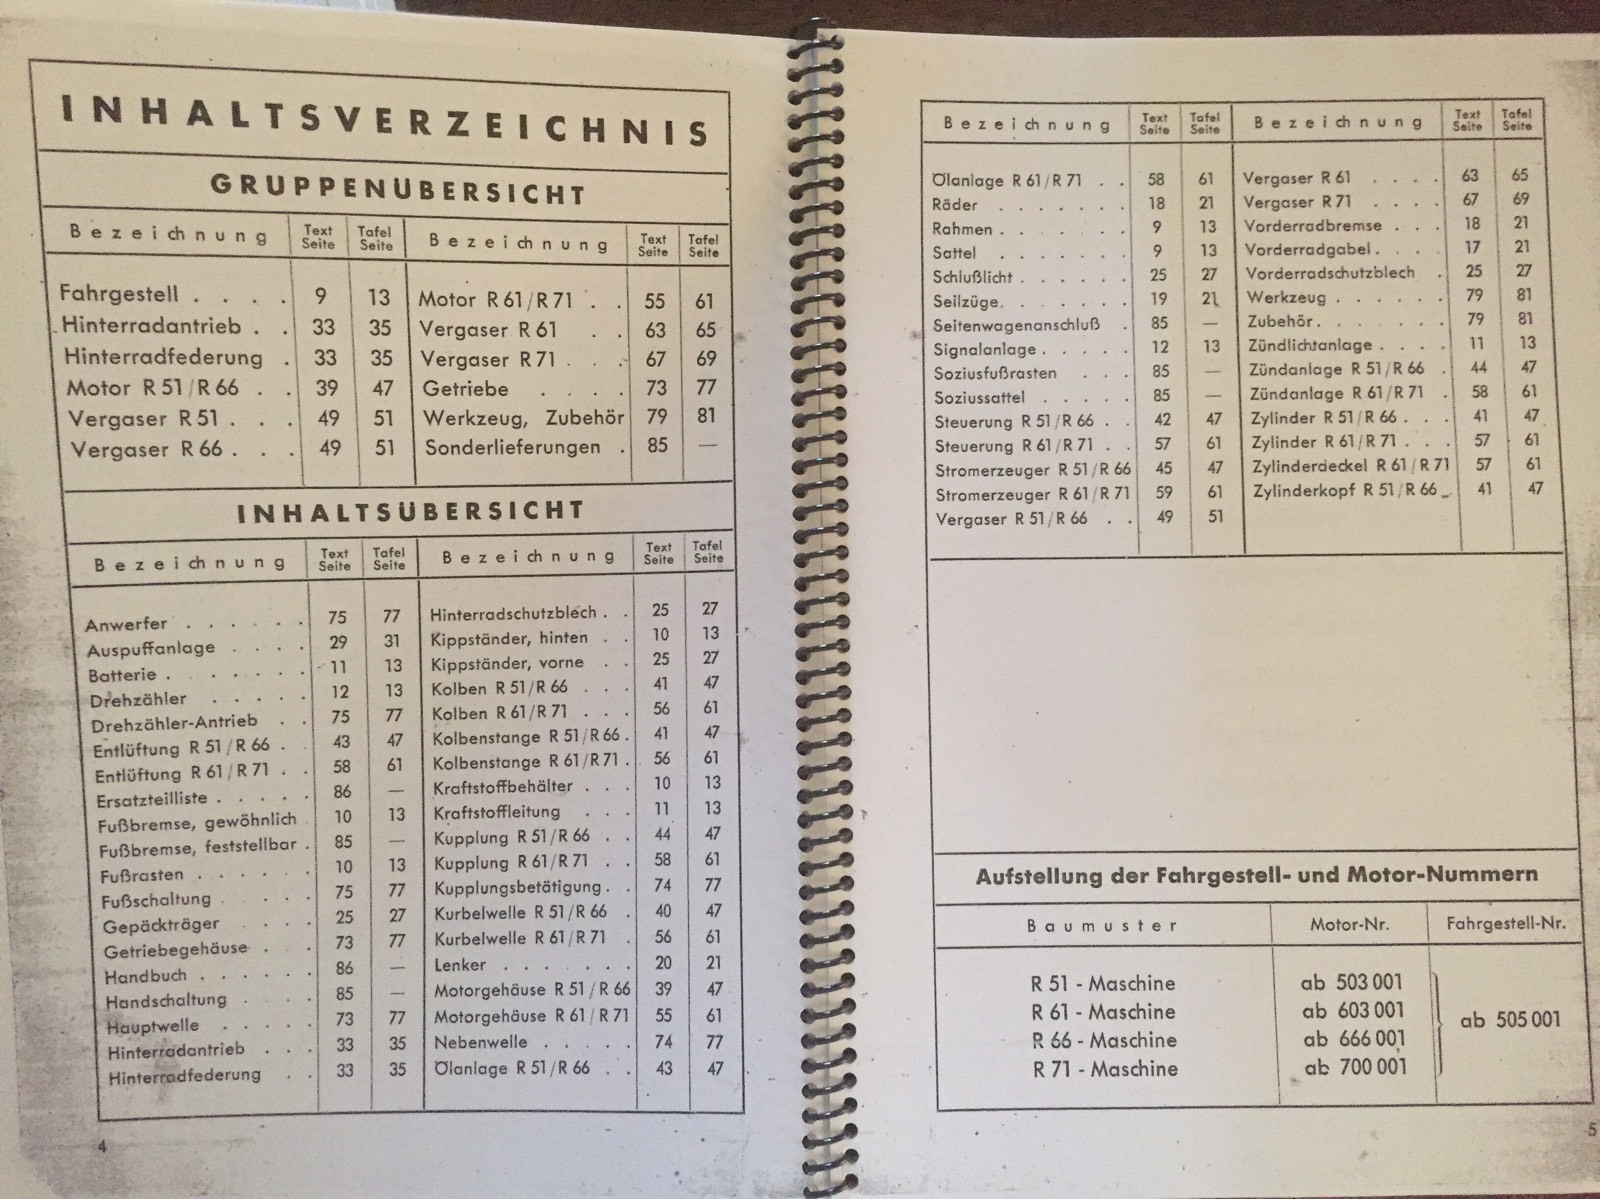 INHALTSVERZEICHNIS
GRUPPENÜBERSICHT
Bezeichnung Text Seite Tafel Seite Bezeichnung Text Seite Tafel Seite
Fahrgestell . . . . 9 13 Motor R 61/R 71 . . 55 61
Hinterradantrieb . . 33 35 Vergaser R 61 . . 63 65
Hinterradfederung . 33 35 Vergaser R 71 . . . 67 69
Motor R 51/R 66 . . 39 47 Getriebe . . . . 73 77
Vergaser R 51 . . . 49 51 Werkzeug, Zubehör 79 81
Vergaser R 66 . . . 49 51 Sonderlieferungen . 85 —
INHALTSÜBERSICHT
Bezeichnung Text Seite Tafel Seite Bezeichnung Text Seite Tafel Seite
Anwerfer . . . . . . 75 77 Hinterradschutzblech . . 25 27
Auspuffanlage . . . . 29 31 Kippständer, hinten . . 10 13
Batterie . . . . . . 11 13 Kippständer, vorne . . 25 27
Drehzähler . . . . . 12 13 Kolben R 51/R 66 . . . 41 47
Drehzähler-Antrieb . . 75 77 Kolben R 61/R 71 . . . 56 61
Entlüftung R 51/R 66 . 43 47 Kolbenstange R 51/R 66 . 41 47
Entlüftung R 61/R 71 . . 58 61 Kolbenstange R 61/R 71 . 56 61
Ersatzteilliste . . . . . 86 — Kraftstoffbehälter . . . 10 13
Fußbremse, gewöhnlich 10 13 Kraftstoffleitung . . . 11 13
Fußbremse, feststellbar . 85 — Kupplung R 51/R 66 . . 44 47
Fußrasten . . . . . 10 13 Kupplung R 61/R 71 . . 58 61
Fußschaltung . . . . 75 77 Kupplungsbetätigung . . 74 77
Gepäckträger . . . 25 27 Kurbelwelle R 51/R 66 . 40 47
Getriebegehäuse . . 73 77 Kurbelwelle R 61/R 71 . 56 61
Handbuch . . . . . . 86 — Lenker . . . . . . 20 21
Handschaltung . . . 85 — Motorgehäuse R 51/R 66 39 47
Hauptwelle . . . . . 73 77 Motorgehäuse R 61/R 71 55 61
Hinterradantrieb . . . 33 35 Nebenwelle . . . . . 74 77
Hinterradfederung . . 33 35 Ölanlage R 51/R 66 . . 43 47
4
Bezeichnung Text Seite Tafel Seite Bezeichnung Text Seite Tafel Seite
Ölanlage R 61/R 71 . . 58 61 Vergaser R 61 . . . . 63 65
Räder . . . . . . . 18 21 Vergaser R 71 . . . . 67 69
Rahmen . . . . . . . 9 13 Vorderradbremse . . . 18 21
Sattel . . . . . . . 9 13 Vorderradgabel . . . . 17 21
Schlußlicht . . . . . 25 27 Vorderradschutzblech . 25 27
Seilzüge . . . . . . 19 21 Werkzeug . . . . . . 79 81
Seitenwagenanschluß . 85 — Zubehör . . . . . . . 79 81
Signalanlage . . . . . 12 13 Zündlichtanlage . . . . 11 13
Soziusfußrasten . . . 85 — Zündanlage R 51/R 66 . 44 47
Soziussattel . . . . . 85 — Zündanlage R 61/R 71 . 58 61
Steuerung R 51/R 66 . . 42 47 Zylinder R 51/R 66 . . . 41 47
Steuerung R 61/R 71 . . 57 61 Zylinder R 61/R 71 . . . 57 61
Stromerzeuger R 51/R 66 45 47 Zylinderdeckel R 61/R 71 57 61
Stromerzeuger R 61/R 71 59 61 Zylinderkopf R 51/R 66 . 41 47
Vergaser R 51/R 66 . . 49 51
Aufstellung der Fahrgestell- und Motor-Nummern
Baumuster Motor-Nr. Fahrgestell-Nr.
R 51 - Maschine ab 503 001
R 61 - Maschine ab 603 001
ab 505 001
R 66 - Maschine ab 666 001
R 71 - Maschine ab 700 001
5